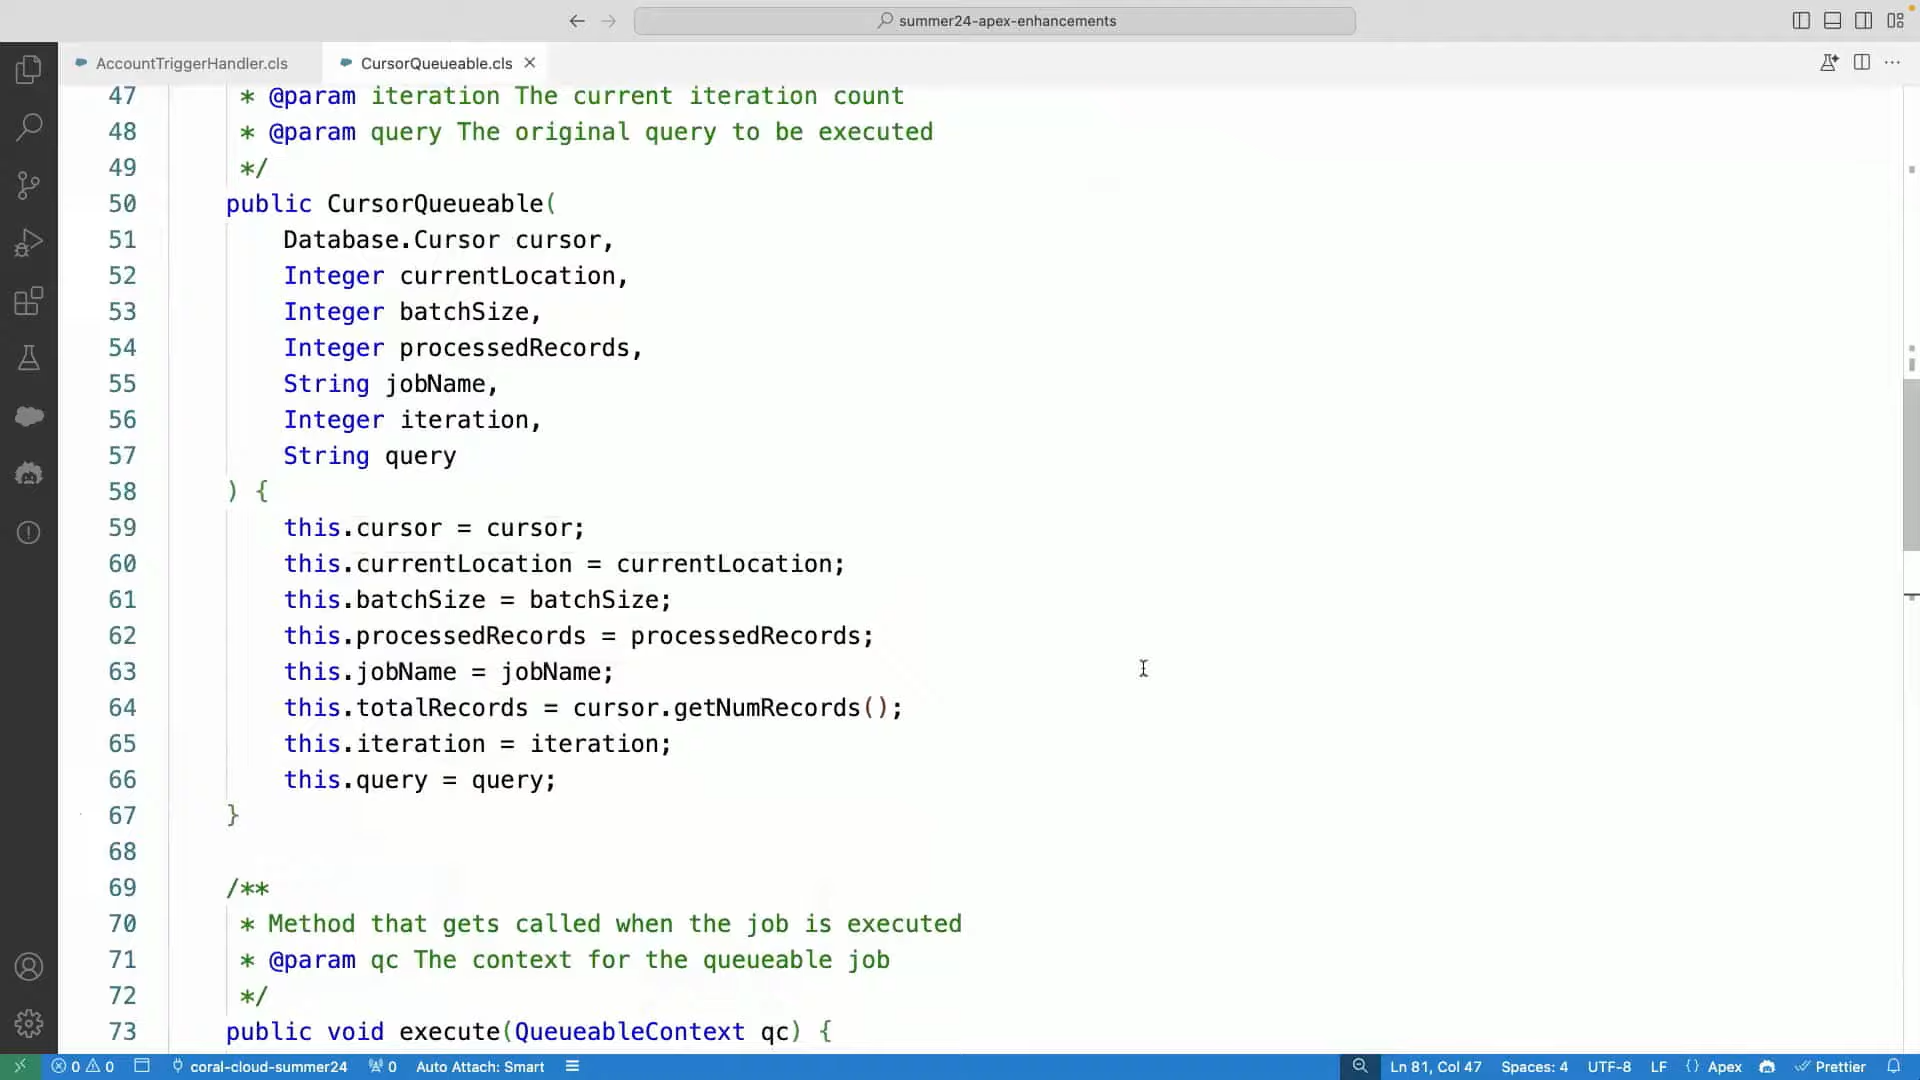 summer24-apex-enhancements
AccountTriggerHandler.cls
CursorQueueable.cls
47 * @param iteration The current iteration count
48 * @param query The original query to be executed
49 */
50 public CursorQueueable(
51 Database.Cursor cursor,
52 Integer currentLocation,
53 Integer batchSize,
54 Integer processedRecords,
55 String jobName,
56 Integer iteration,
57 String query
58 ) {
59 this.cursor = cursor;
60 this.currentLocation = currentLocation;
61 this.batchSize = batchSize;
62 this.processedRecords = processedRecords;
63 this.jobName = jobName;
64 this.totalRecords = cursor.getNumRecords();
65 this.iteration = iteration;
66 this.query = query;
67 }
68
69 /**
70 * Method that gets called when the job is executed
71 * @param qc The context for the queueable job
72 */
73 public void execute(QueueableContext qc) {
0 0 coral-cloud-summer24 0 Auto Attach: Smart Ln 81, Col 47 Spaces: 4 UTF-8 LF {} Apex Prettier